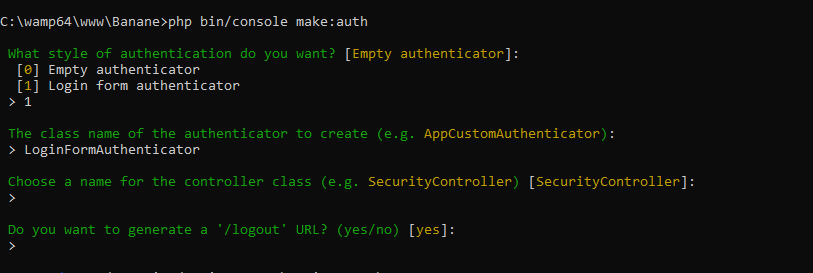 C:\wamp64\www\Banane>php bin/console make:auth
What style of authentication do you want? [Empty authenticator]:
[0] Empty authenticator
[1] Login form authenticator
> 1
The class name of the authenticator to create (e.g. AppCustomAuthenticator):
> LoginFormAuthenticator
Choose a name for the controller class (e.g. SecurityController) [SecurityController]:
>
Do you want to generate a '/logout' URL? (yes/no) [yes]:
>